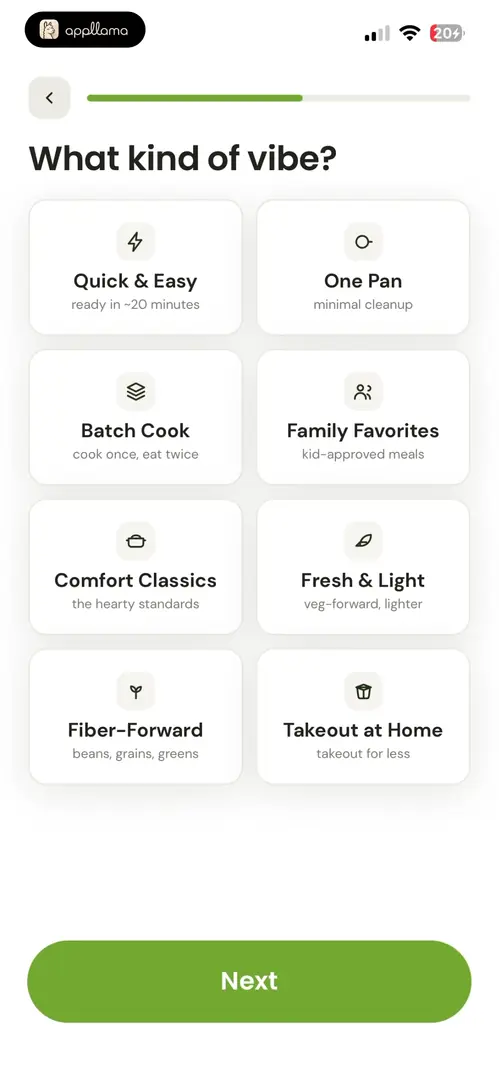 appllama
20
What kind of vibe?
Quick & Easy
ready in ~20 minutes
One Pan
minimal cleanup
Batch Cook
cook once, eat twice
Family Favorites
kid-approved meals
Comfort Classics
the hearty standards
Fresh & Light
veg-forward, lighter
Fiber-Forward
beans, grains, greens
Takeout at Home
takeout for less
Next